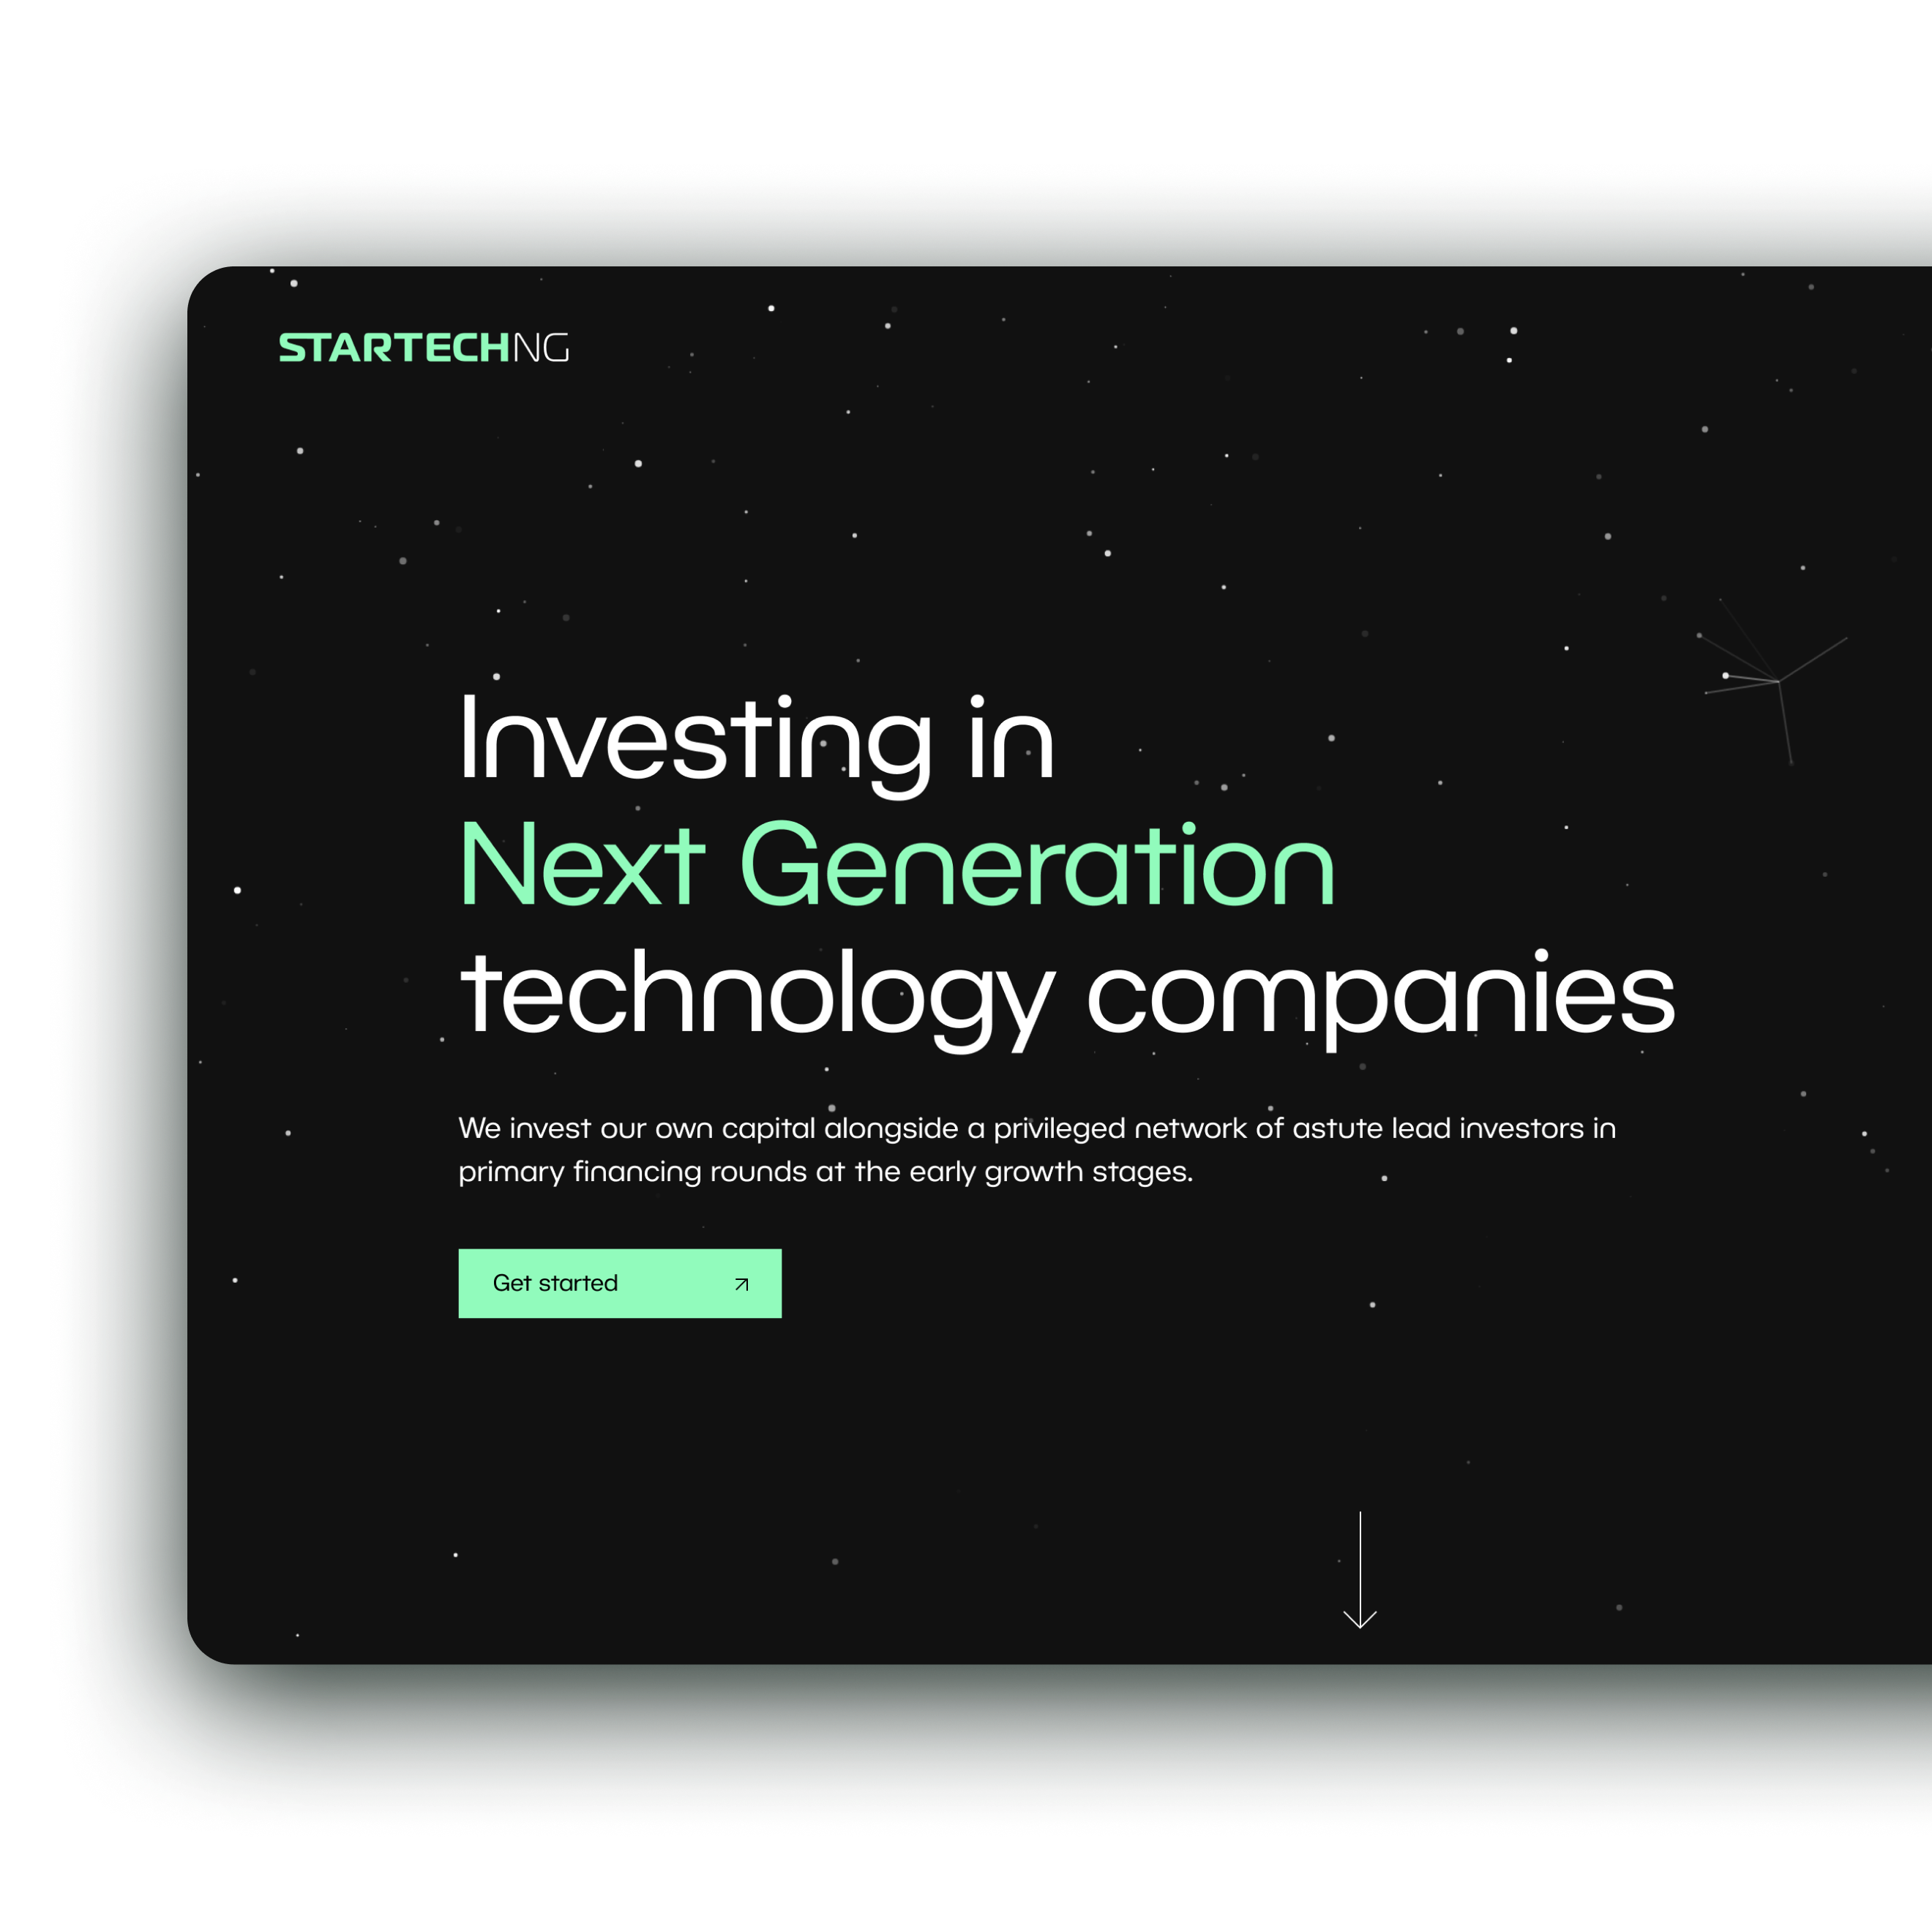 STARTECHNG
Investing in
Next Generation
technology companies
We invest our own capital alongside a privileged network of astute lead investors in
primary financing rounds at the early growth stages.
Get started